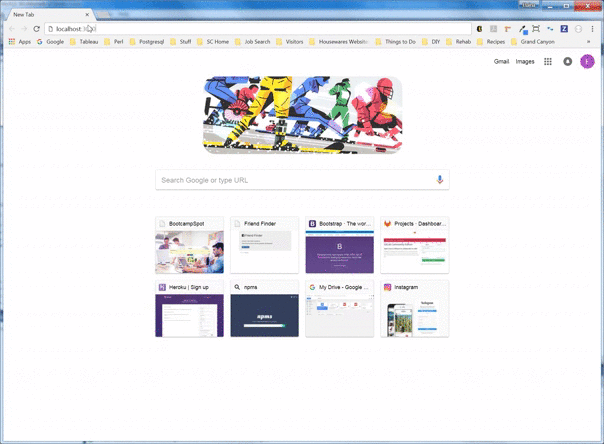 New Tab
localhost:3000
Apps Google Tableau Perl Postgresql Stuff SC Home Job Search Visitors Housewares Website Things to Do DIY Rehab Recipes Grand Canyon
Gmail Images
Search Google or type URL
BootcampSpot Friend Finder Bootstrap · The wor... Projects · Dashboar...
Heroku | Sign up npms My Drive - Google ... Instagram
npms